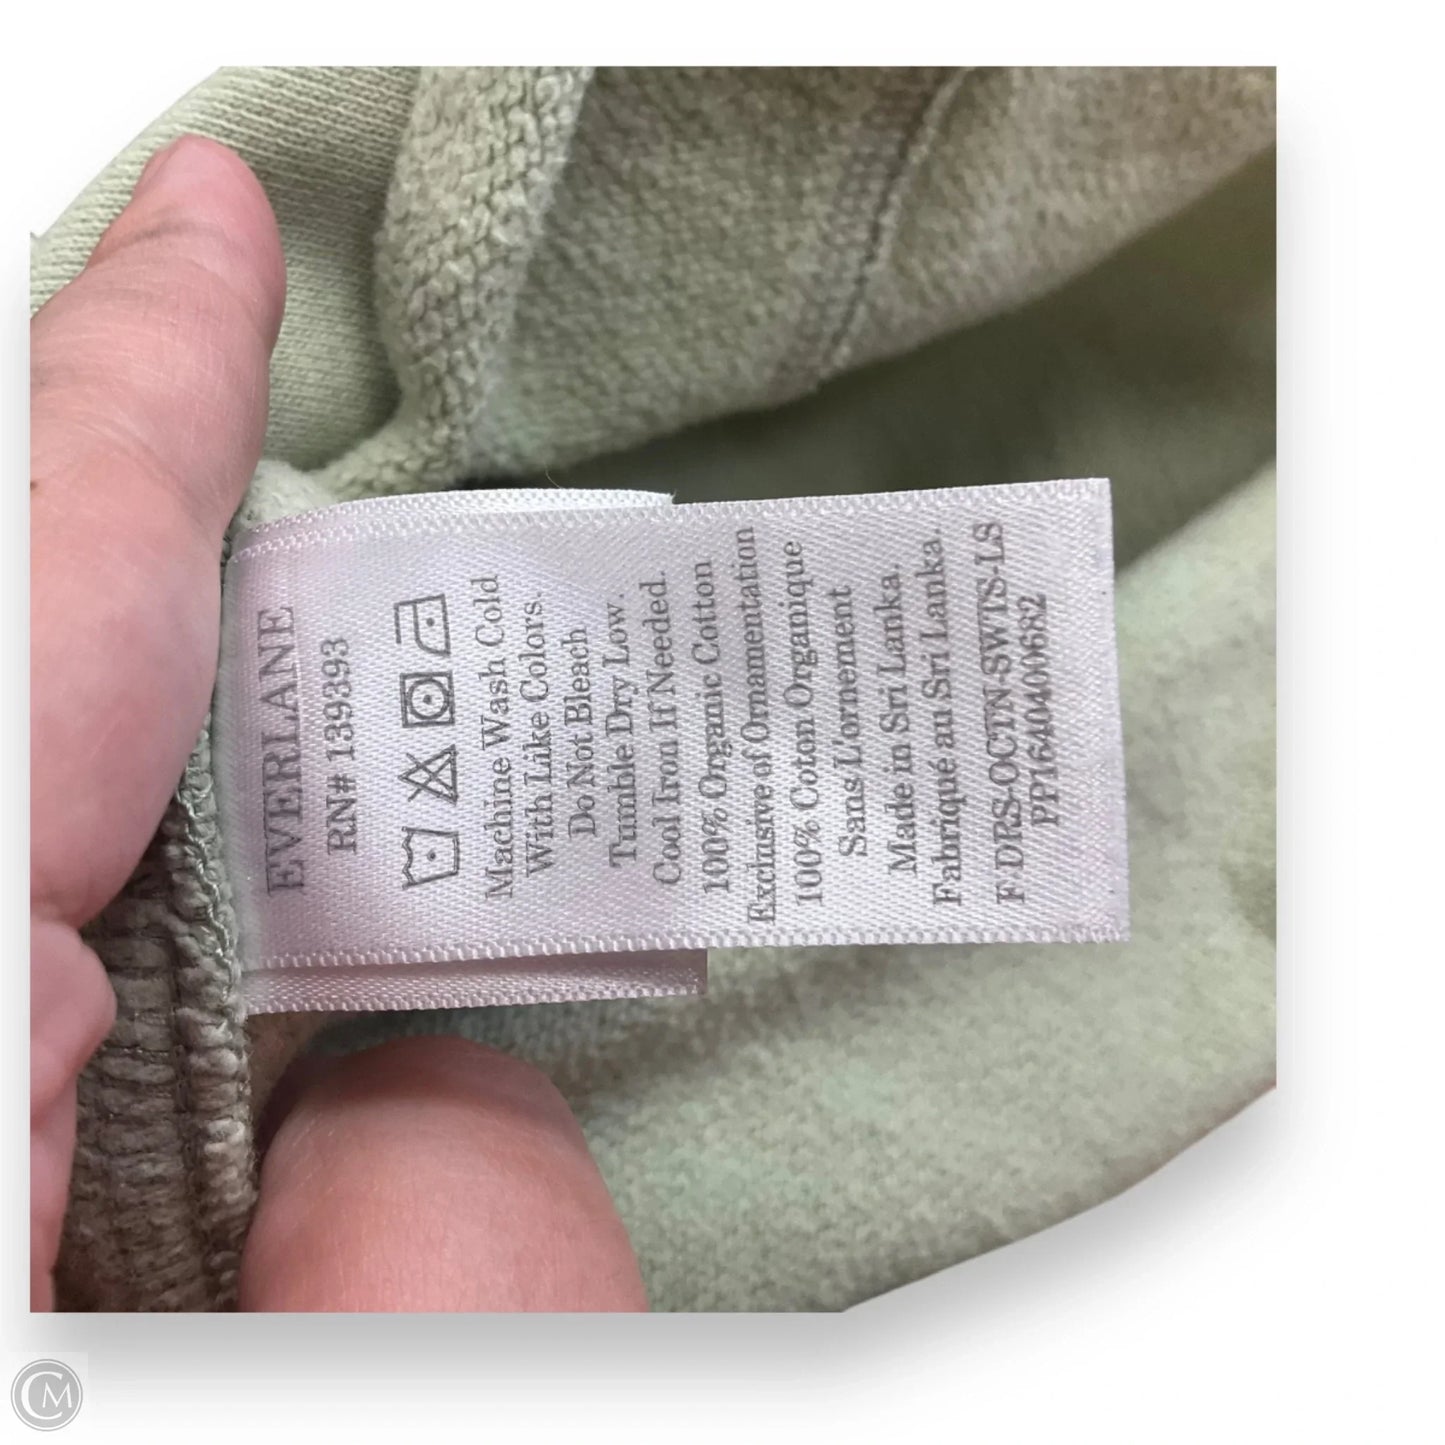 EVERLANE
RN# 139393
Machine Wash Cold
With Like Colors.
Do Not Bleach
Tumble Dry Low.
Cool Iron If Needed.
100% Organic Cotton
Exclusive of Ornamentation
100% Coton Organique
Sans L'ornement
Made in Sri Lanka.
Fabriqué au Sri Lanka.
F-DRS-OCTN-SWTS-LS
PP1640400682
CM